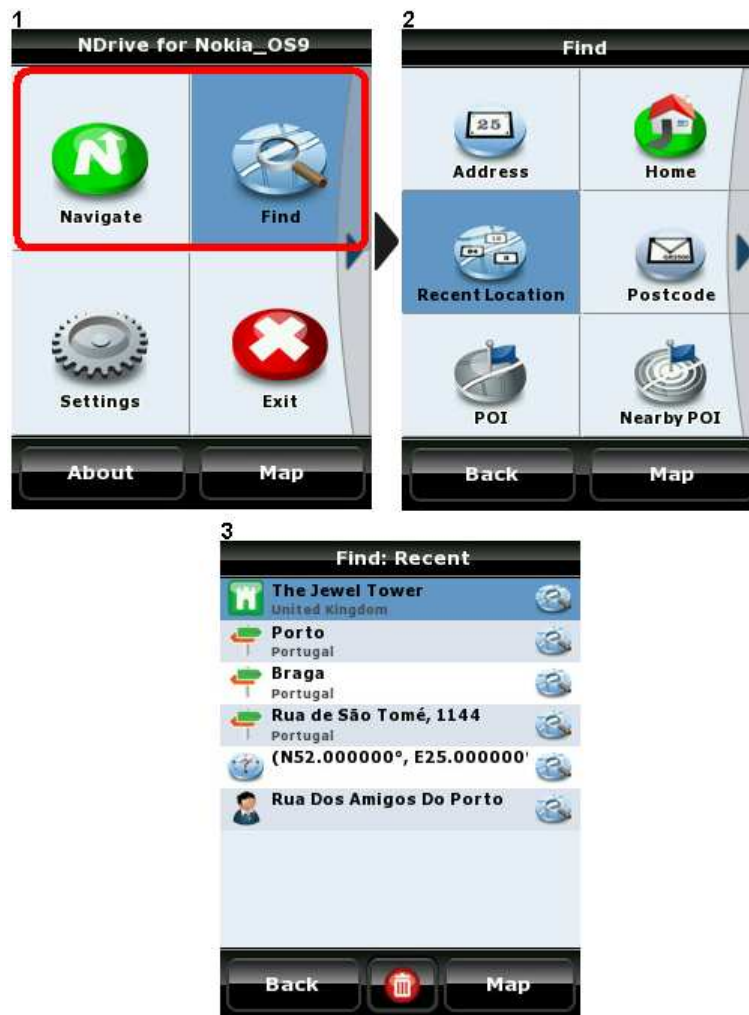 1
NDrive for Nokia_OS9
Navigate
Find
Settings
Exit
About
Map
2
Find
25
Address
Home
Recent Location
Postcode
POI
Nearby POI
Back
Map
3
Find: Recent
The Jewel Tower
United Kingdom
Porto
Portugal
Braga
Portugal
Rua de São Tomé, 1144
Portugal
(N52.000000°, E25.000000°
Rua Dos Amigos Do Porto
Back
Map